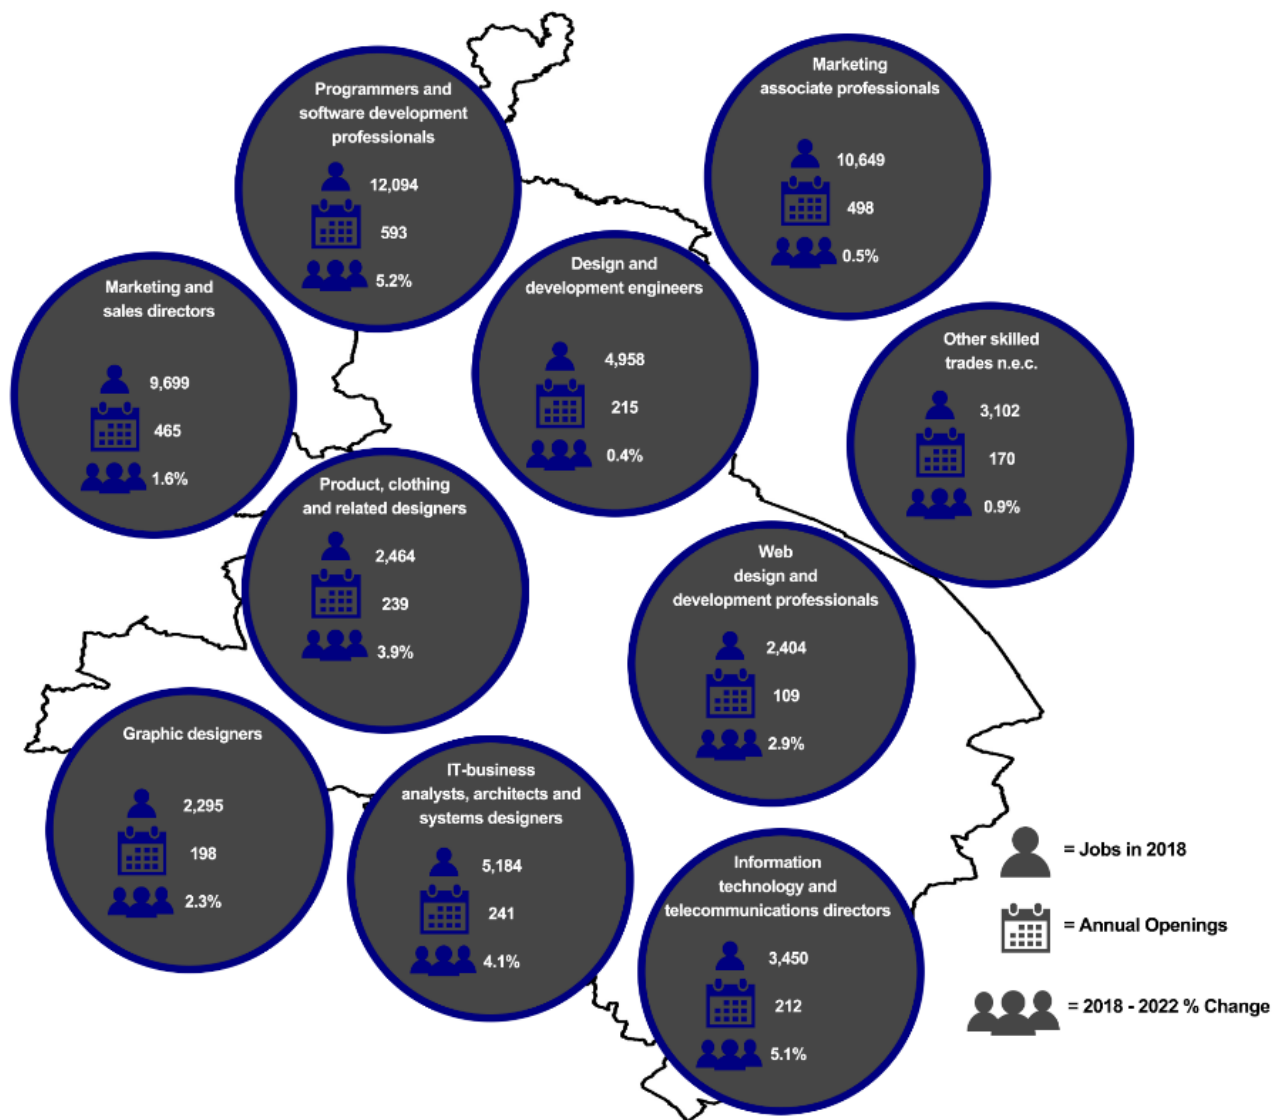 Programmers and
software development
professionals
12,094
593
5.2%
Marketing
associate professionals
10,649
498
0.5%
Marketing and
sales directors
9,699
465
1.6%
Design and
development engineers
4,958
215
0.4%
Other skilled
trades n.e.c.
3,102
170
0.9%
Product, clothing
and related designers
2,464
239
3.9%
Web
design and
development professionals
2,404
109
2.9%
Graphic designers
2,295
198
2.3%
IT-business
analysts, architects and
systems designers
5,184
241
4.1%
Information
technology and
telecommunications directors
3,450
212
5.1%
= Jobs in 2018
= Annual Openings
= 2018 - 2022 % Change